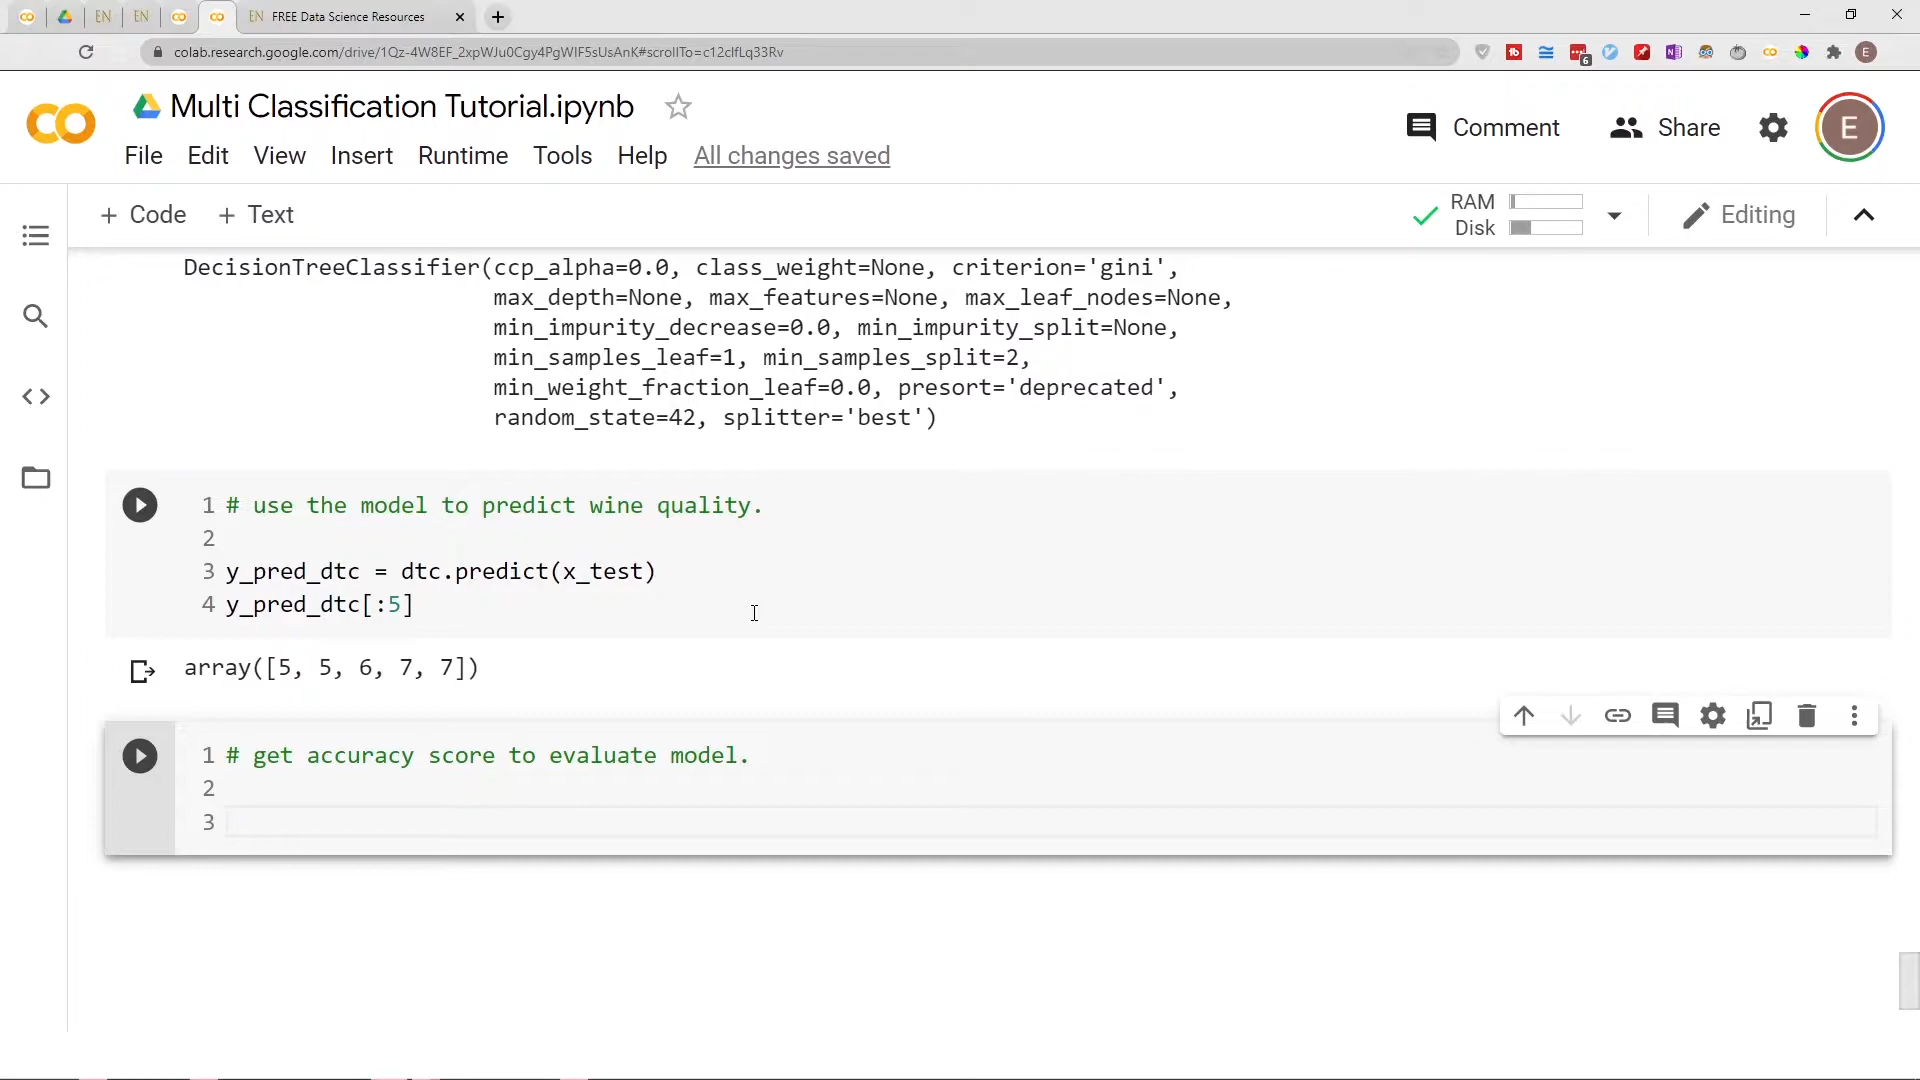 EN
EN
EN FREE Data Science Resources
colab.research.google.com/drive/1Qz-4W8EF_2xpWJu0Cgy4PgWIF5sUsAnK#scrollTo=c12clfLq33Rv
6
E
CO
Multi Classification Tutorial.ipynb
Comment
Share
E
File Edit View Insert Runtime Tools Help All changes saved
+ Code + Text
RAM
Disk
Editing
DecisionTreeClassifier(ccp_alpha=0.0, class_weight=None, criterion='gini',
max_depth=None, max_features=None, max_leaf_nodes=None,
min_impurity_decrease=0.0, min_impurity_split=None,
min_samples_leaf=1, min_samples_split=2,
min_weight_fraction_leaf=0.0, presort='deprecated',
random_state=42, splitter='best')
1 # use the model to predict wine quality.
2
3 y_pred_dtc = dtc.predict(x_test)
4 y_pred_dtc[:5]
array([5, 5, 6, 7, 7])
1 # get accuracy score to evaluate model.
2
3